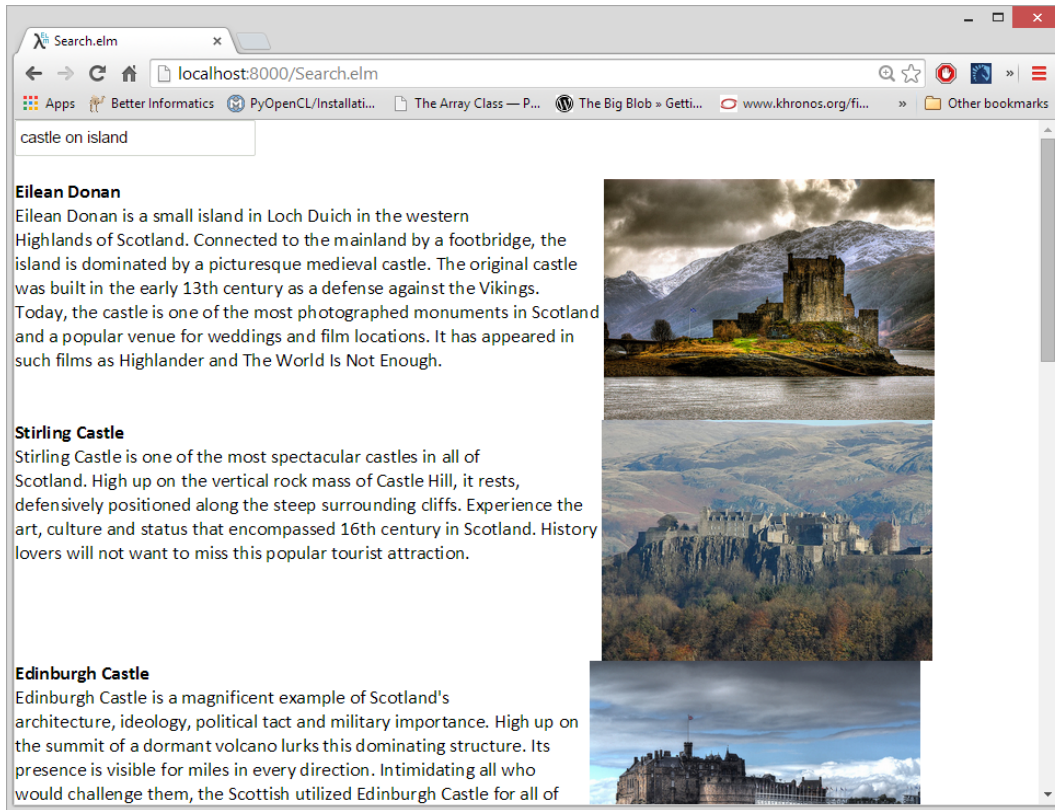 Search.elm
localhost:8000/Search.elm
Apps Better Informatics PyOpenCL/Installati... The Array Class — P... The Big Blob » Getti... www.khronos.org/fi... » Other bookmarks
castle on island
Eilean Donan
Eilean Donan is a small island in Loch Duich in the western
Highlands of Scotland. Connected to the mainland by a footbridge, the
island is dominated by a picturesque medieval castle. The original castle
was built in the early 13th century as a defense against the Vikings.
Today, the castle is one of the most photographed monuments in Scotland
and a popular venue for weddings and film locations. It has appeared in
such films as Highlander and The World Is Not Enough.
Stirling Castle
Stirling Castle is one of the most spectacular castles in all of
Scotland. High up on the vertical rock mass of Castle Hill, it rests,
defensively positioned along the steep surrounding cliffs. Experience the
art, culture and status that encompassed 16th century in Scotland. History
lovers will not want to miss this popular tourist attraction.
Edinburgh Castle
Edinburgh Castle is a magnificent example of Scotland's
architecture, ideology, political tact and military importance. High up on
the summit of a dormant volcano lurks this dominating structure. Its
presence is visible for miles in every direction. Intimidating all who
would challenge them, the Scottish utilized Edinburgh Castle for all of